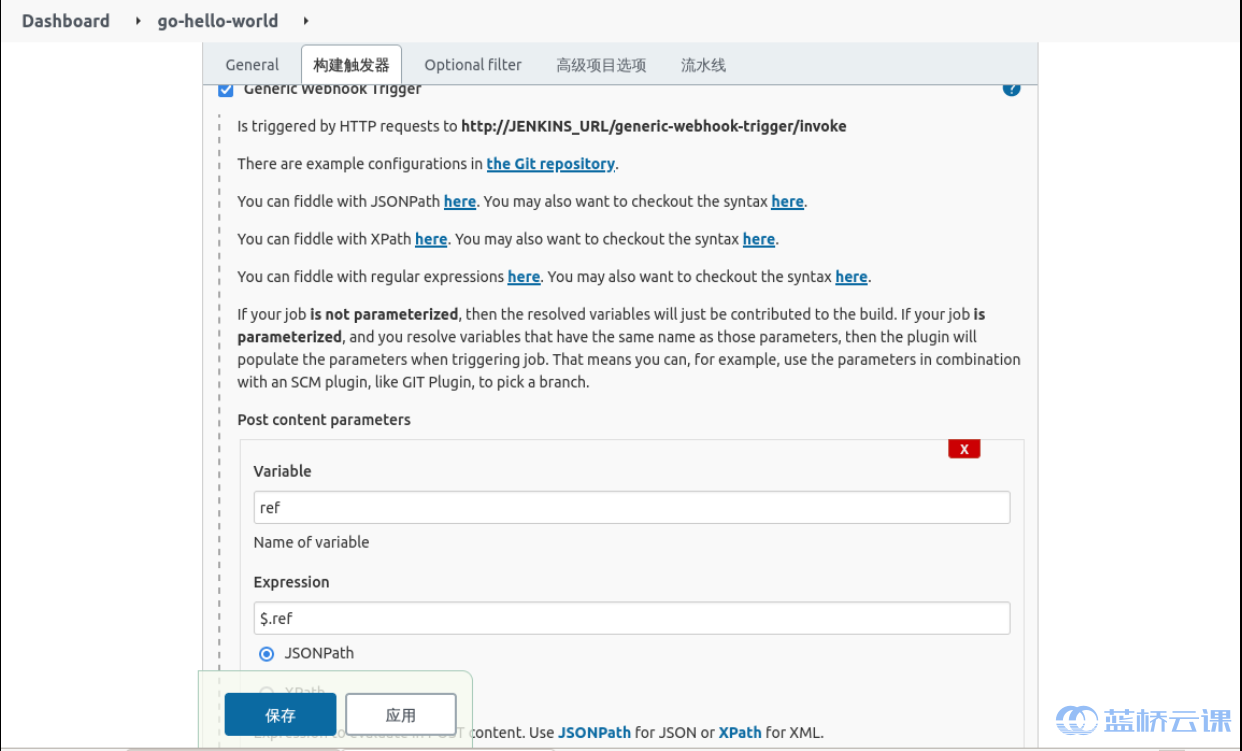 Dashboard go-hello-world
General 构建触发器 Optional filter 高级项目选项 流水线
Generic Webhook Trigger ?
Is triggered by HTTP requests to http://JENKINS_URL/generic-webhook-trigger/invoke
There are example configurations in the Git repository.
You can fiddle with JSONPath here. You may also want to checkout the syntax here.
You can fiddle with XPath here. You may also want to checkout the syntax here.
You can fiddle with regular expressions here. You may also want to checkout the syntax here.
If your job is not parameterized, then the resolved variables will just be contributed to the build. If your job is
parameterized, and you resolve variables that have the same name as those parameters, then the plugin will
populate the parameters when triggering job. That means you can, for example, use the parameters in combination
with an SCM plugin, like GIT Plugin, to pick a branch.
Post content parameters
X
Variable
ref
Name of variable
Expression
$.ref
JSONPath
XPath
保存 应用
Expression to evaluate in POST content. Use JSONPath for JSON or XPath for XML.
蓝桥云课